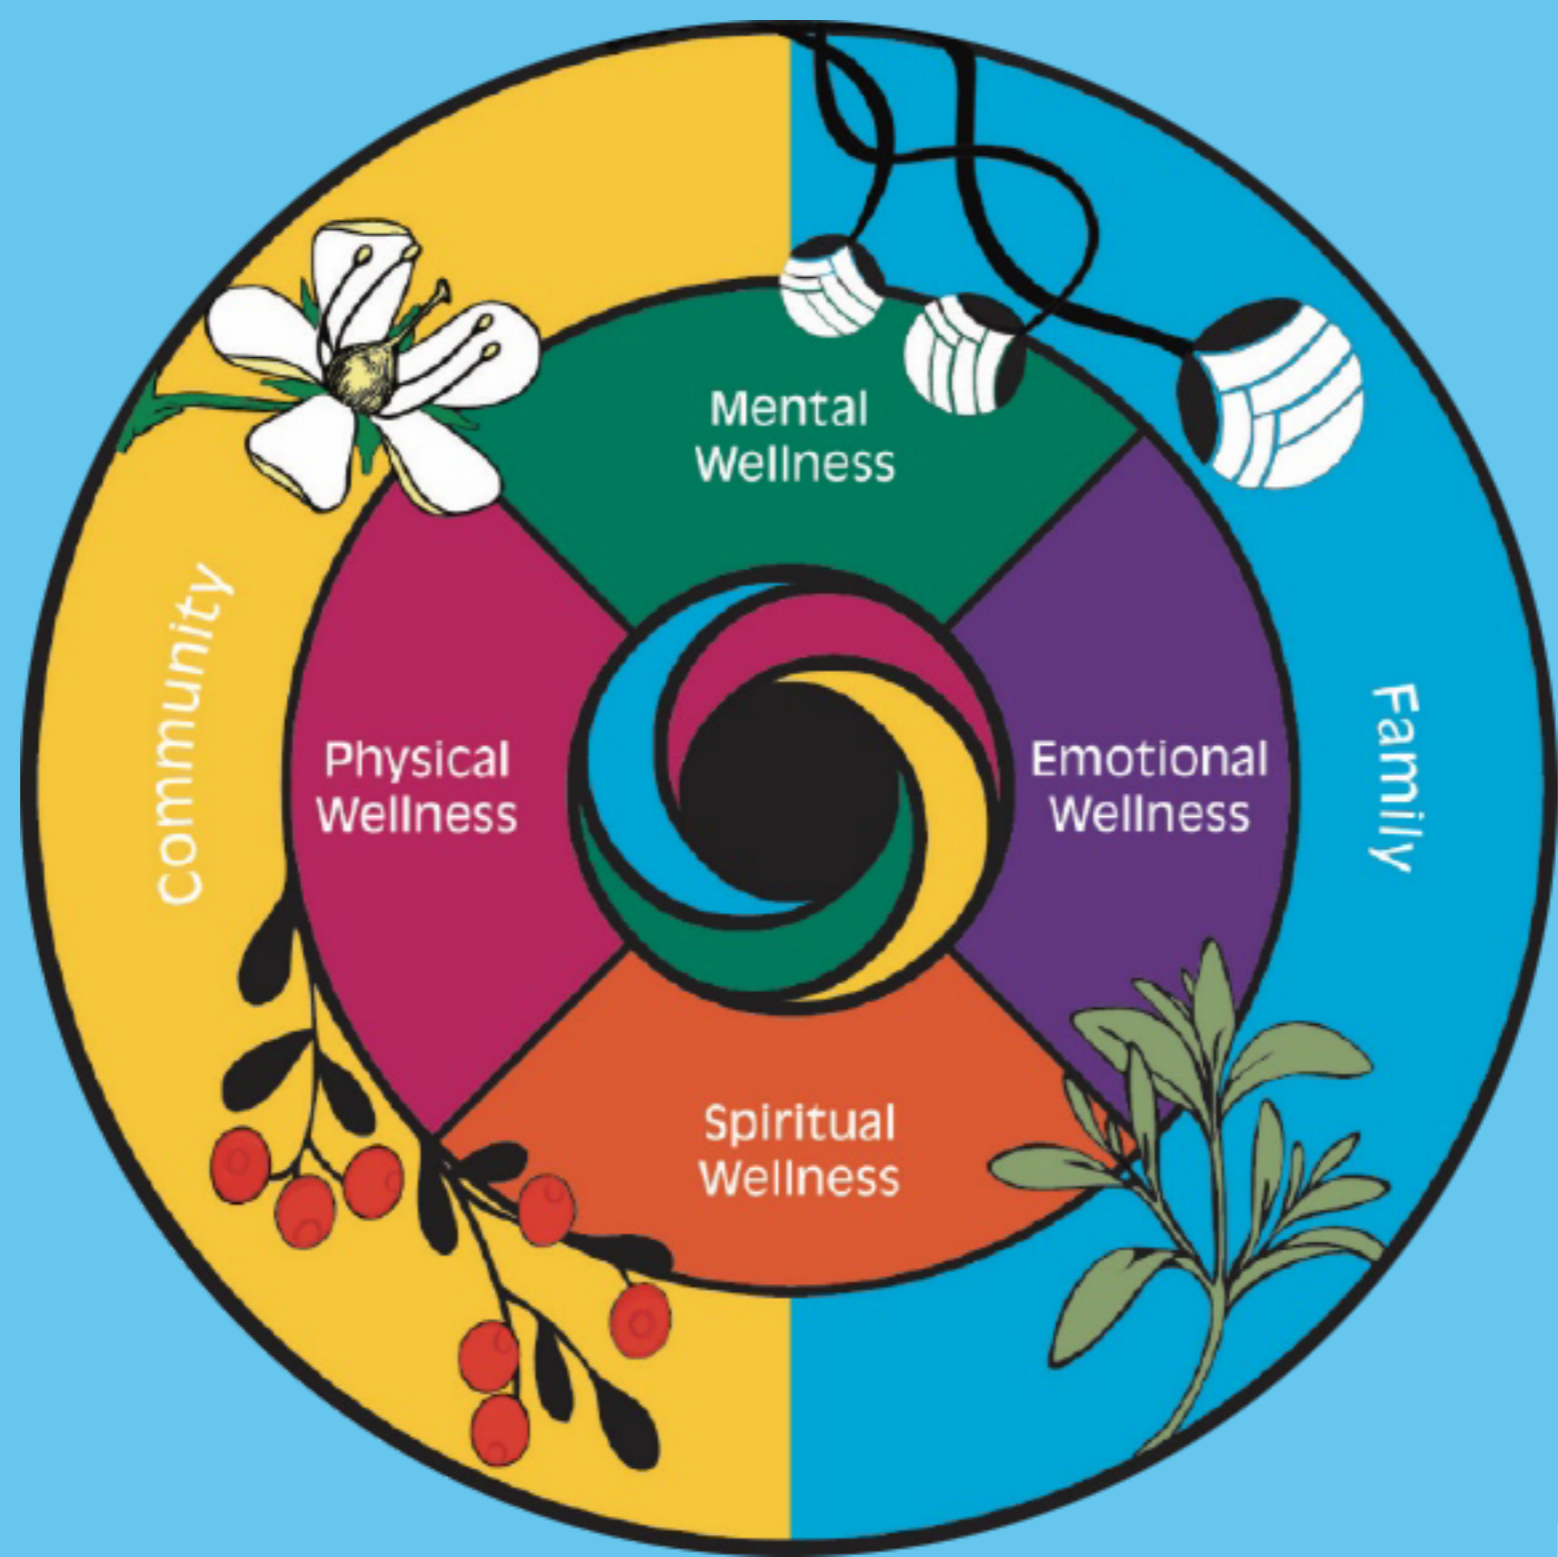 Mental
Wellness
Community
Physical
Wellness
Emotional
Wellness
Family
Spiritual
Wellness